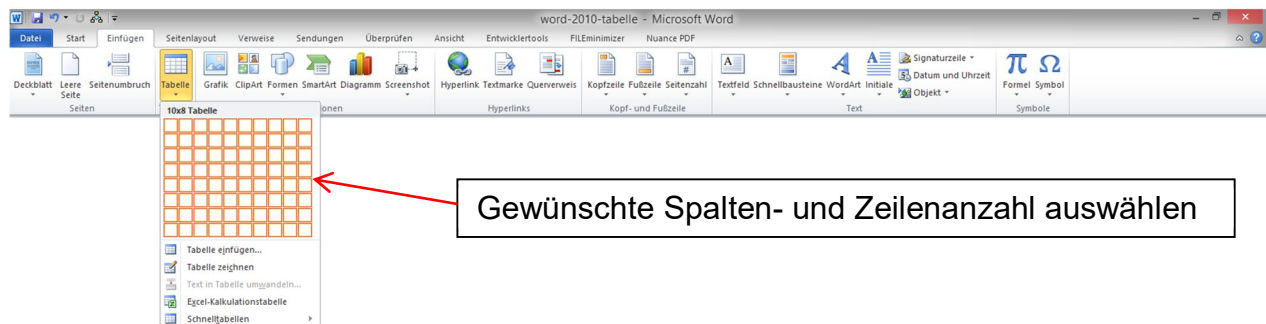 word-2010-tabelle - Microsoft Word
Datei Start Einfügen Seitenlayout Verweise Sendungen Überprüfen Ansicht Entwicklertools FILEminimizer Nuance PDF
Deckblatt Leere Seite Seitenumbruch Tabelle Grafik ClipArt Formen SmartArt Diagramm Screenshot Hyperlink Textmarke Querverweis Kopfzeile Fußzeile Seitenzahl Textfeld Schnellbausteine WordArt Initiale Signaturzeile Formel Symbol
Datum und Uhrzeit
Objekt
Seiten onen Hyperlinks Kopf- und Fußzeile Text Symbole
10x8 Tabelle
Gewünschte Spalten- und Zeilenanzahl auswählen
Tabelle einfügen...
Tabelle zeichnen
Text in Tabelle umwandeln...
Excel-Kalkulationstabelle
Schnelltabellen